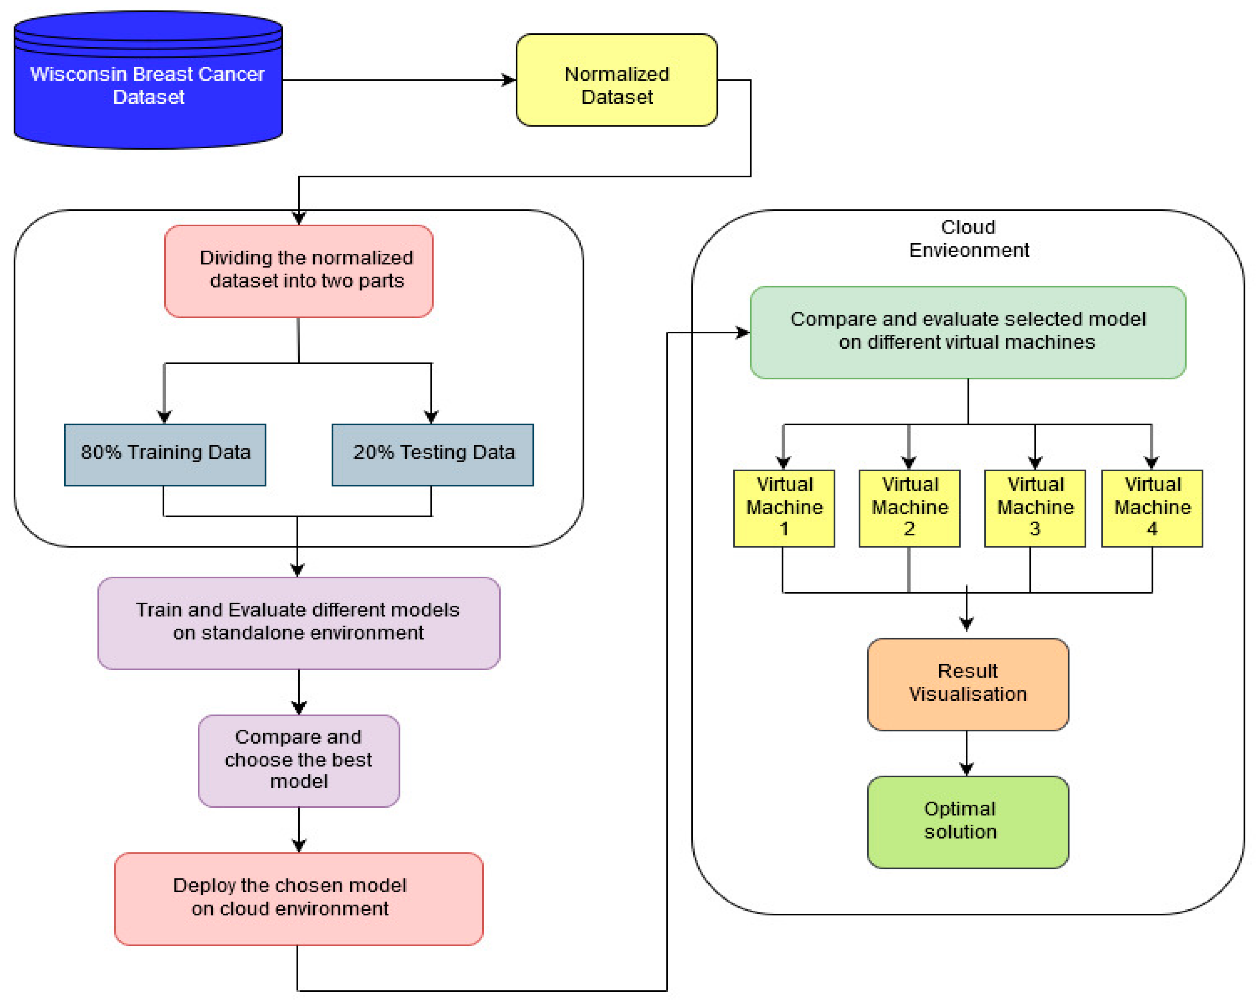 Wisconsin Breast Cancer
Dataset
Normalized
Dataset
Dividing the normalized
dataset into two parts
80% Training Data
20% Testing Data
Train and Evaluate different models
on standalone environment
Compare and
choose the best
model
Deploy the chosen model
on cloud environment
Cloud
Envieonment
Compare and evaluate selected model
on different virtual machines
Virtual
Machine
1
Virtual
Machine
2
Virtual
Machine
3
Virtual
Machine
4
Result
Visualisation
Optimal
solution